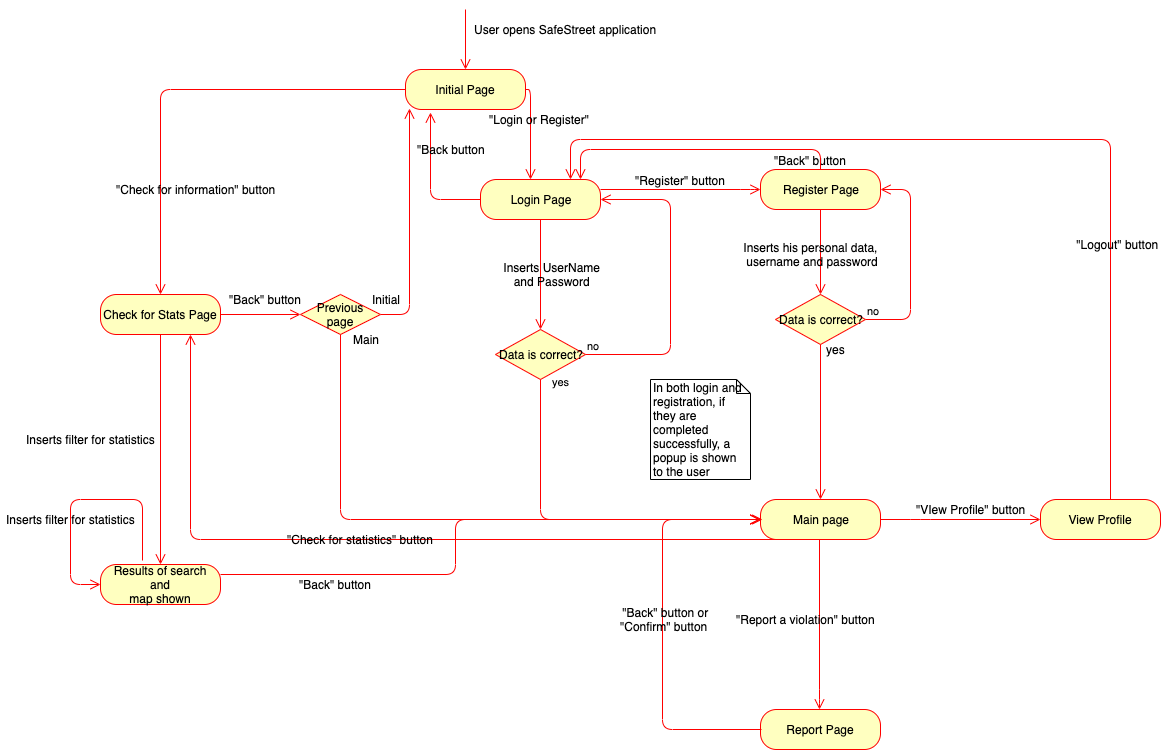 User opens SafeStreet application
Initial Page
"Login or Register"
"Back button
"Back" button
"Check for information" button
"Register" button
Login Page
Register Page
"Logout" button
Inserts his personal data,
username and password
Inserts UserName
and Password
"Back" button
Initial
Previous
page
Check for Stats Page
Main
no
Data is correct?
yes
no
Data is correct?
yes
In both login and
registration, if
they are
completed
successfully, a
popup is shown
to the user
Inserts filter for statistics
Inserts filter for statistics
"VIew Profile" button
Main page
View Profile
"Check for statistics" button
Results of search
and
map shown
"Back" button
"Back" button or
"Confirm" button
"Report a violation" button
Report Page